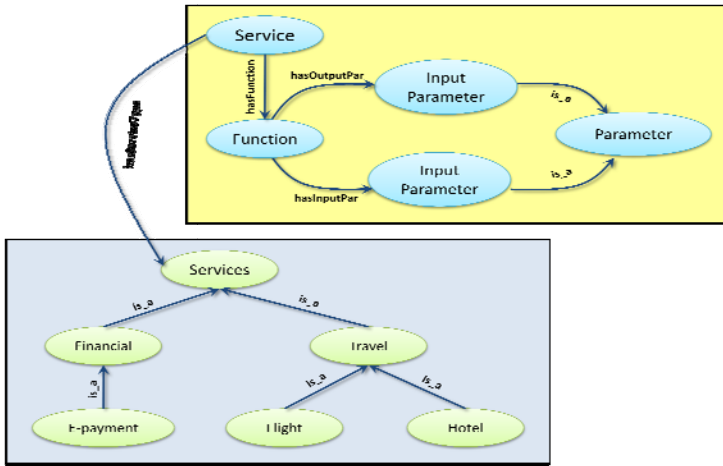 Service
hasFunction
hasOutputPar
Input
Parameter
is_a
Function
Parameter
Input
Parameter
hasInputPar
is_a
hasServiceType
Services
is_a
is_a
Financial
Travel
is_a
is_a
is_a
E-payment
Flight
Hotel